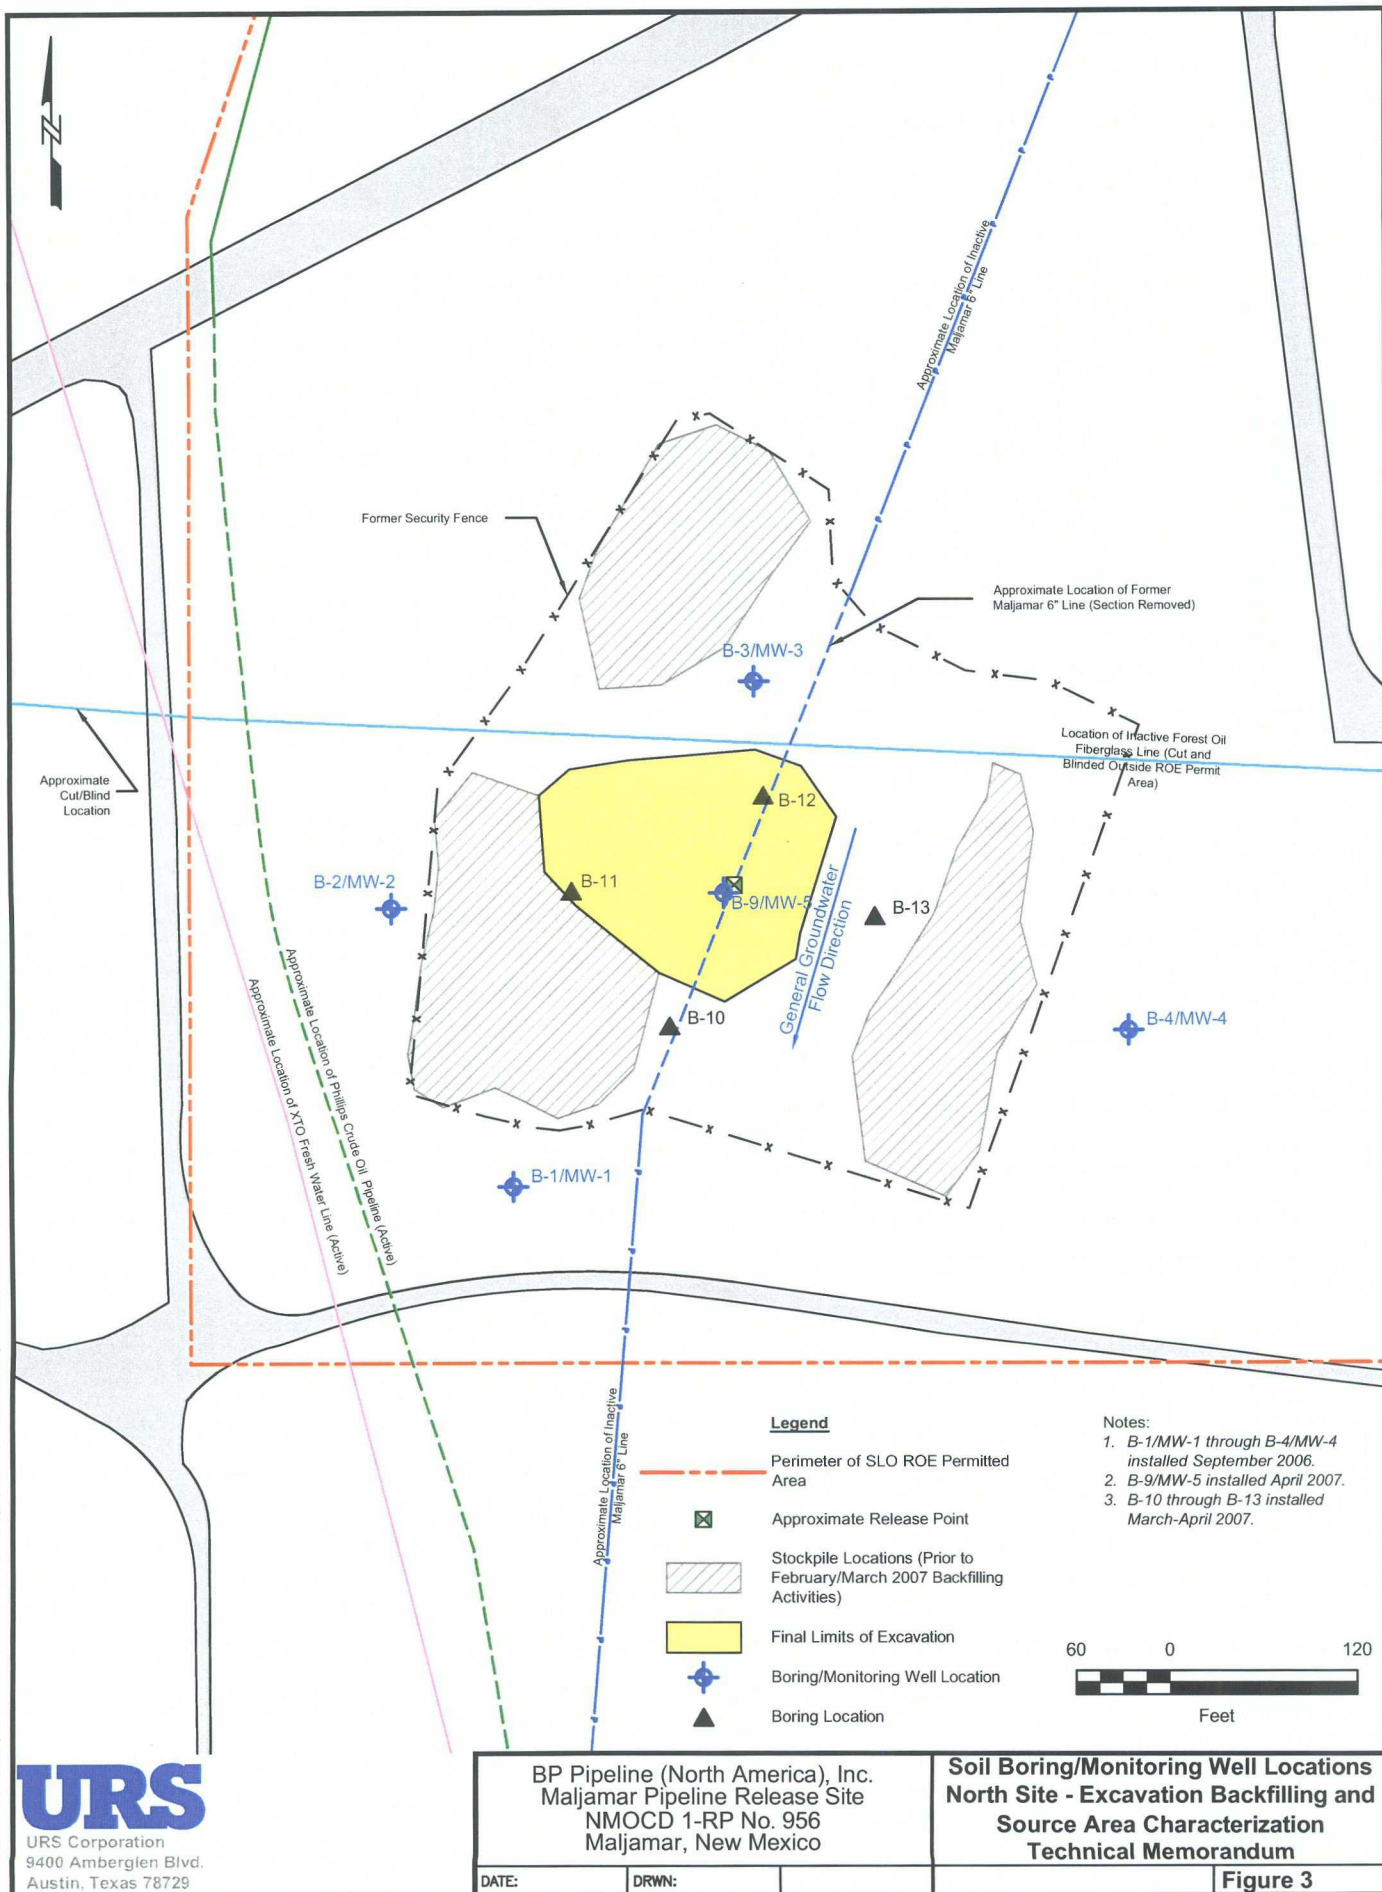 N
Approximate Location of Inactive
Maljamar 6" Line
Former Security Fence
Approximate Location of Former
Maljamar 6" Line (Section Removed)
B-3/MW-3
Location of Inactive Forest Oil
Fiberglass Line (Cut and
Blinded Outside ROE Permit
Area)
Approximate
Cut/Blind
Location
B-12
B-2/MW-2
B-11
B-9/MW-5
B-13
General Groundwater
Flow Direction
B-10
B-4/MW-4
Approximate Location of Phillips Crude Oil Pipeline (Active)
Approximate Location of XTO Fresh Water Line (Active)
B-1/MW-1
Approximate Location of Inactive
Maljamar 6" Line
Legend
Perimeter of SLO ROE Permitted
Area
Approximate Release Point
Stockpile Locations (Prior to
February/March 2007 Backfilling
Activities)
Final Limits of Excavation
Boring/Monitoring Well Location
Boring Location
Notes:
1. B-1/MW-1 through B-4/MW-4
installed September 2006.
2. B-9/MW-5 installed April 2007.
3. B-10 through B-13 installed
March-April 2007.
60 0 120
Feet
URS
URS Corporation
9400 Amberglen Blvd.
Austin, Texas 78729
BP Pipeline (North America), Inc.
Maljamar Pipeline Release Site
NMOCD 1-RP No. 956
Maljamar, New Mexico
Soil Boring/Monitoring Well Locations
North Site - Excavation Backfilling and
Source Area Characterization
Technical Memorandum
DATE:
DRWN:
Figure 3